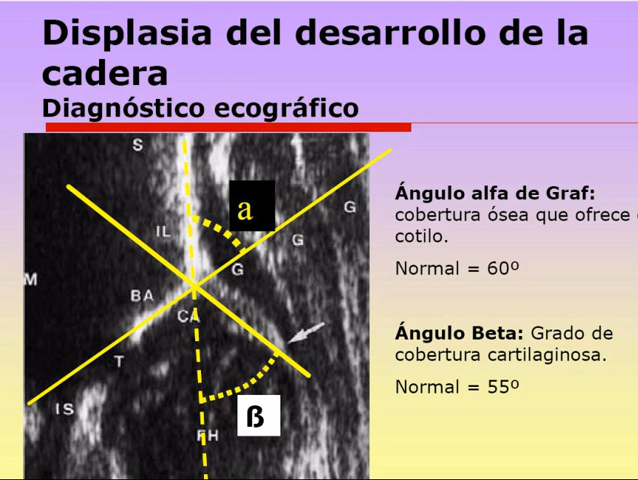 Displasia del desarrollo de la
cadera
Diagnóstico ecográfico
S
a
G
IL
G
G
M
BA
CA
T
IS
ß
FH
Ángulo alfa de Graf:
cobertura ósea que ofrece
cotilo.
Normal = 60º
Ángulo Beta: Grado de
cobertura cartilaginosa.
Normal = 55º